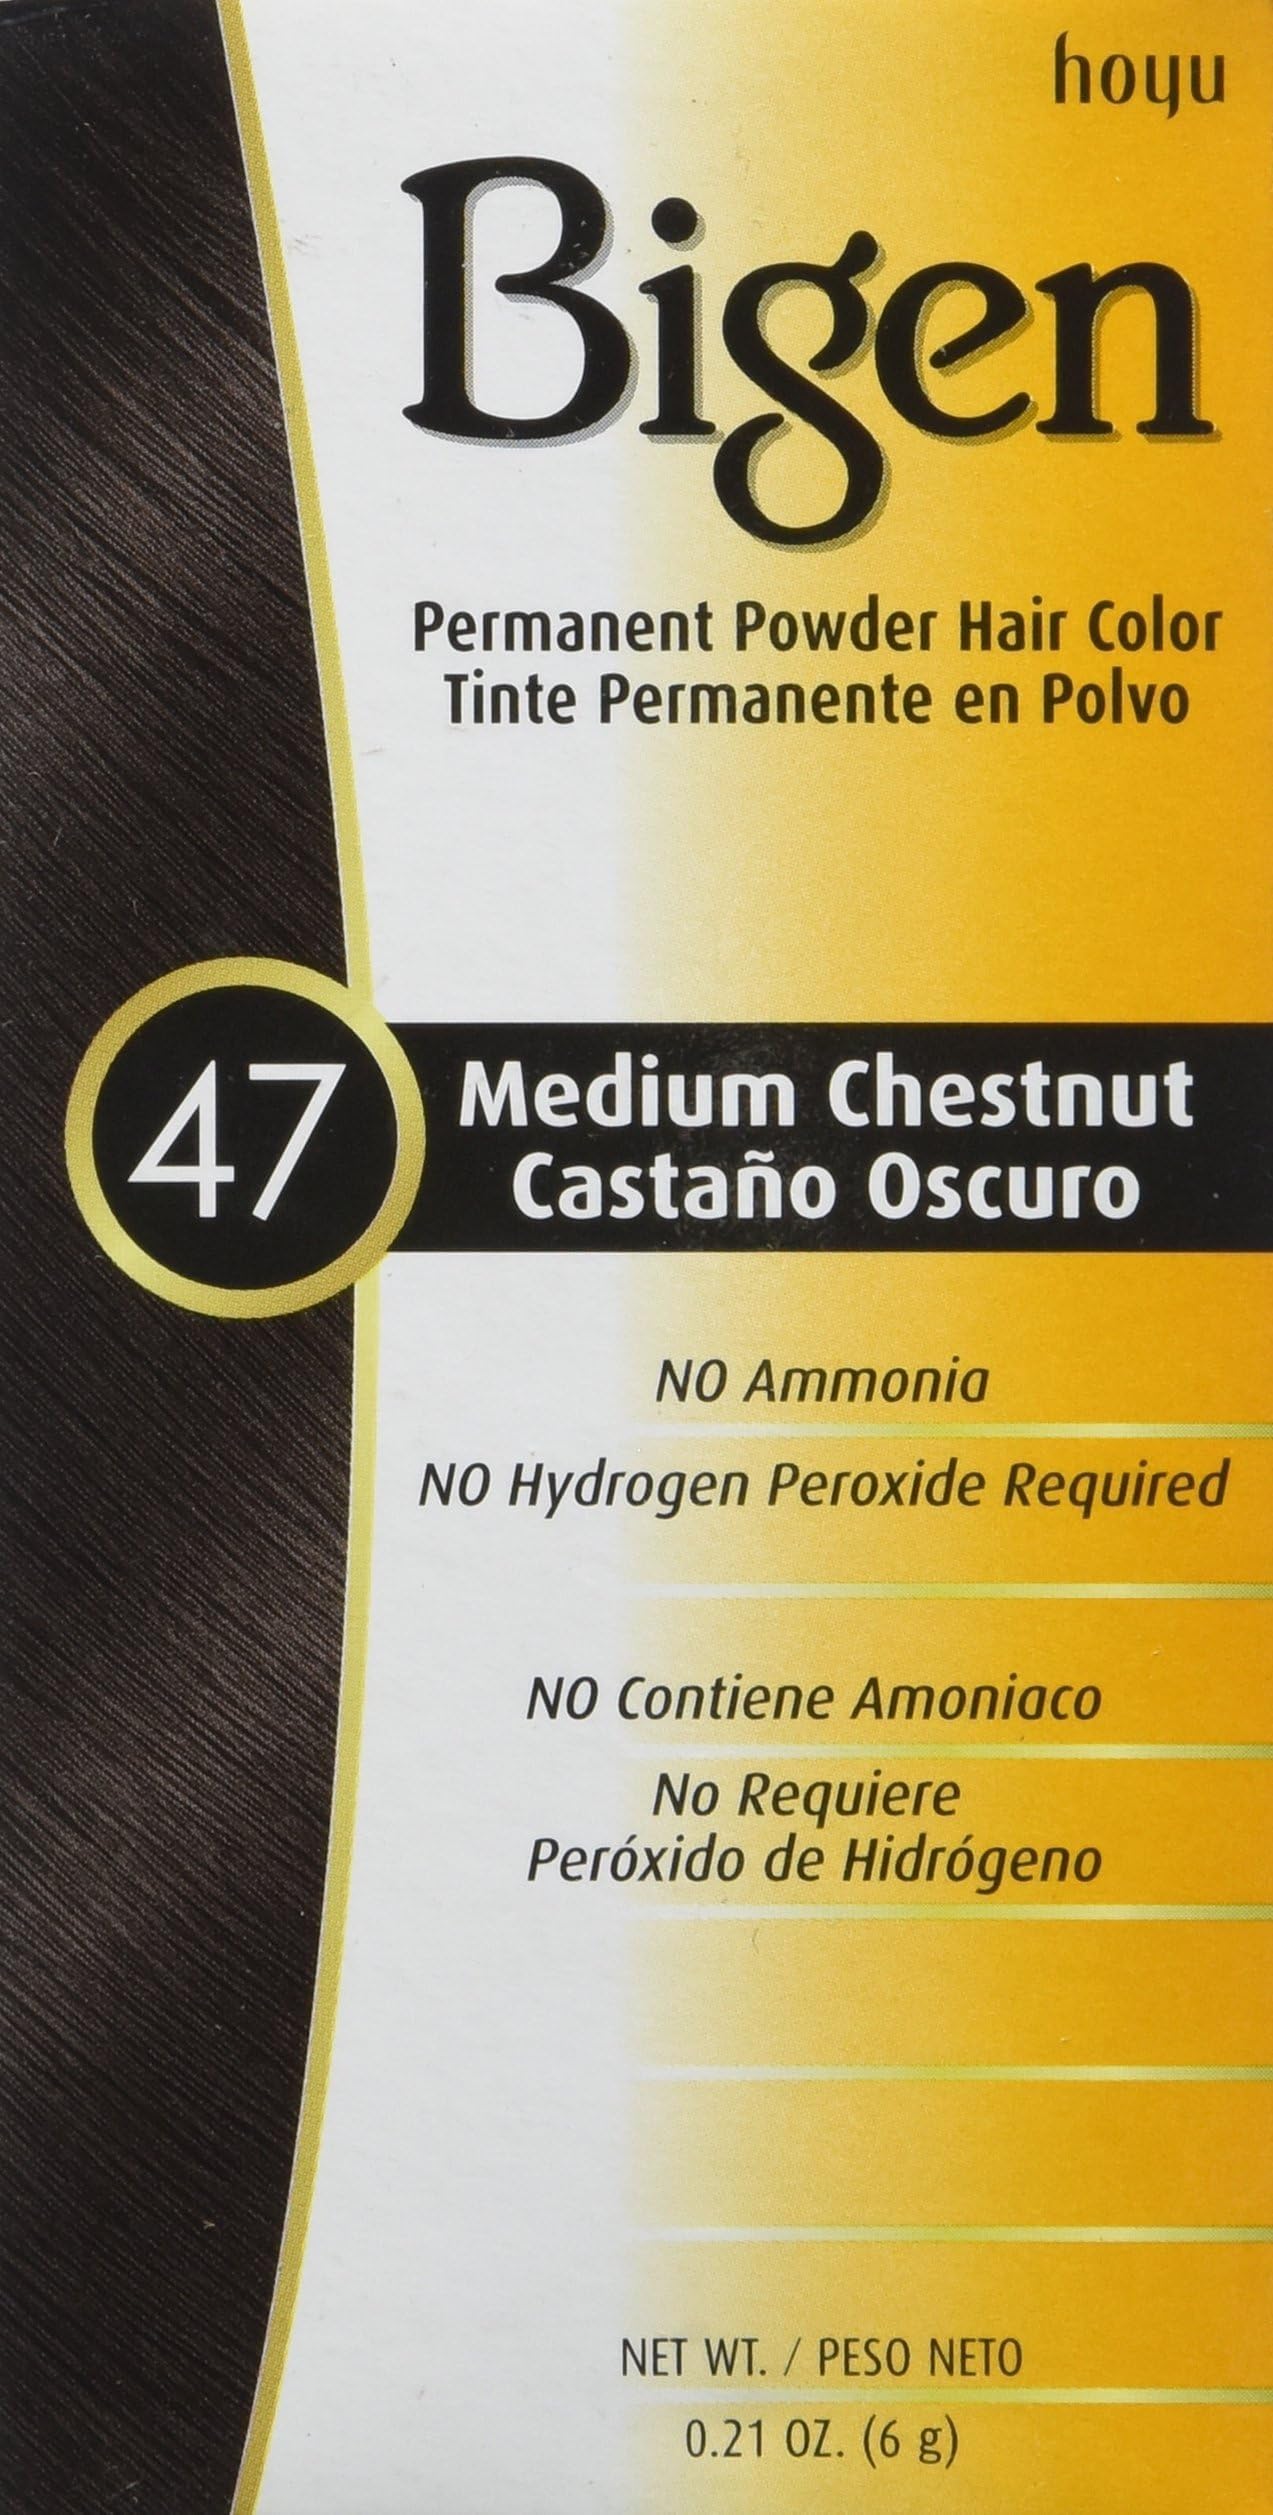 hoyu
Bigen
Permanent Powder Hair Color
Tinte Permanente en Polvo
47
Medium Chestnut
Castaño Oscuro
NO Ammonia
NO Hydrogen Peroxide Required
NO Contiene Amoniaco
No Requiere
Peróxido de Hidrógeno
NET WT. / PESO NETO
0.21 OZ. (6 g)